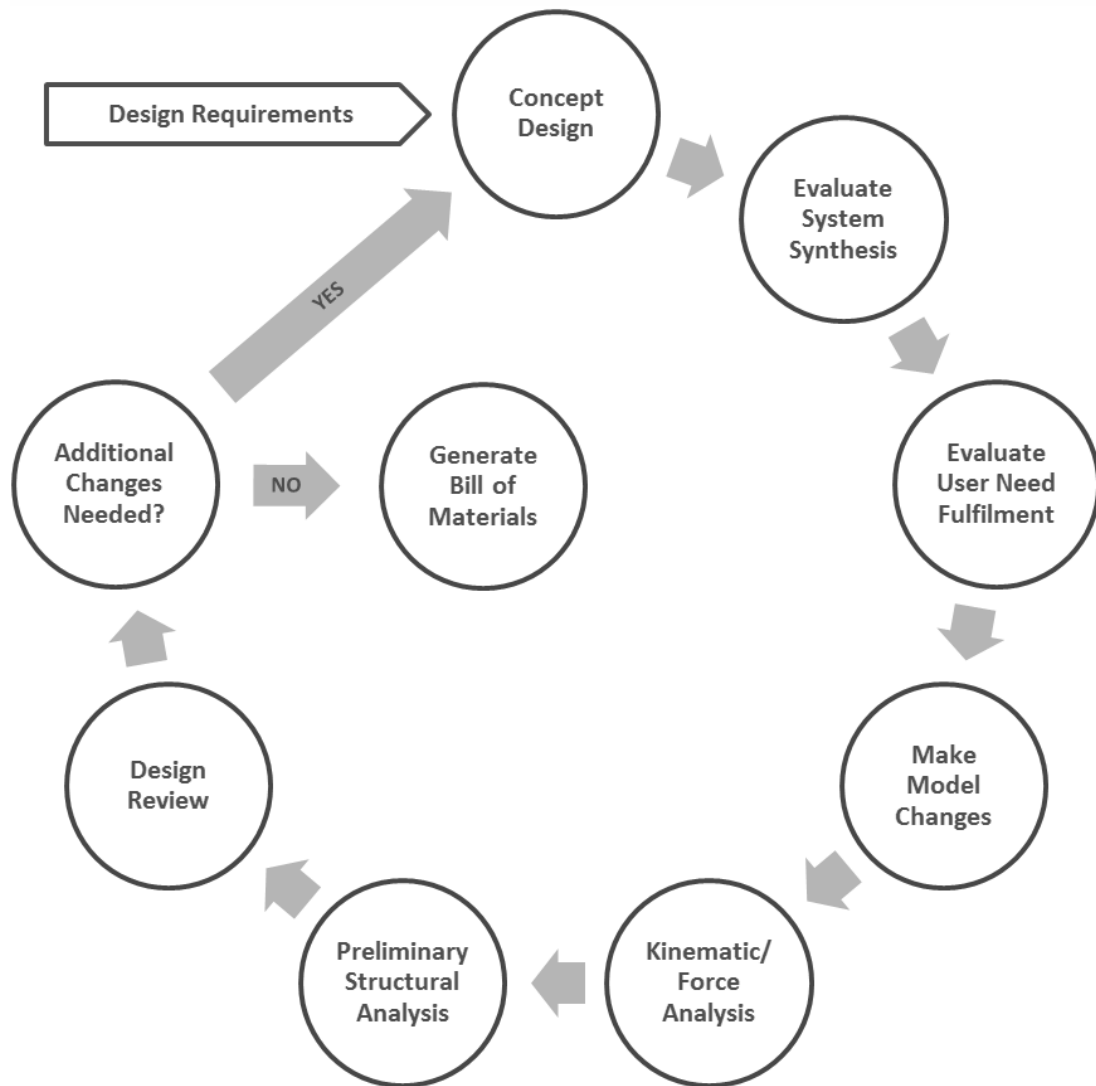 Design Requirements
Concept
Design
Evaluate
System
Synthesis
Evaluate
User Need
Fulfilment
Make
Model
Changes
Kinematic/
Force
Analysis
Preliminary
Structural
Analysis
Design
Review
Additional
Changes
Needed?
YES
NO
Generate
Bill of
Materials